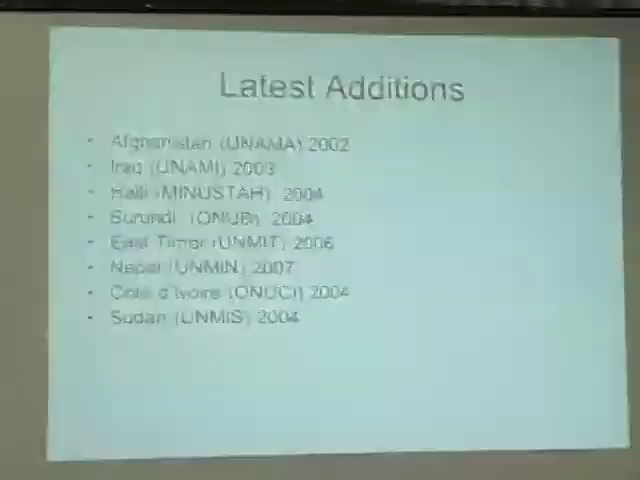 Latest Additions
• Afghanistan (UNAMA) 2002
• Iraq (UNAMI) 2003
• Haiti (MINUSTAH) 2004
• Burundi (ONUB) 2004
• East Timor (UNMIT) 2006
• Nepal (UNMIN) 2007
• Cote d'Ivoire (ONUCI) 2004
• Sudan (UNMIS) 2004